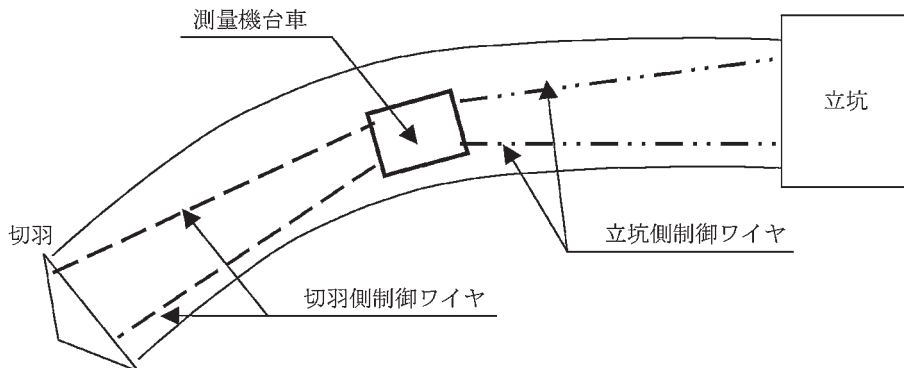 測量機台車
立坑
切羽
立坑側制御ワイヤ
切羽側制御ワイヤ